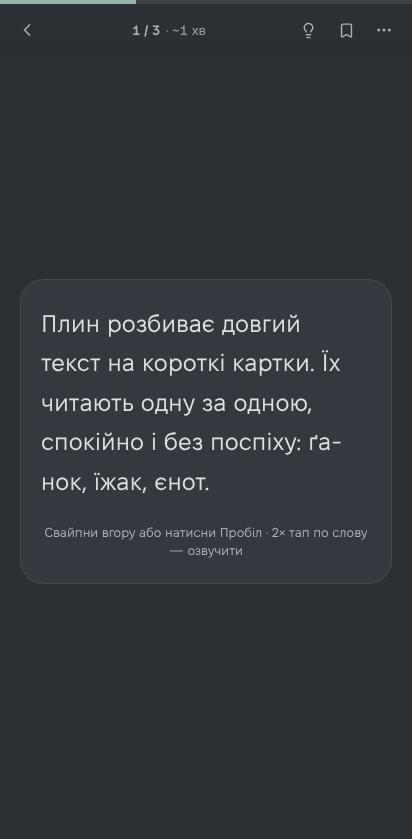 1 / 3 · ~1 хв
Плин розбиває довгий
текст на короткі картки. Їх
читають одну за одною,
спокійно і без поспіху: ґа-
нок, їжак, єнот.
Свайпни вгору або натисни Пробіл · 2× тап по слову
— озвучити